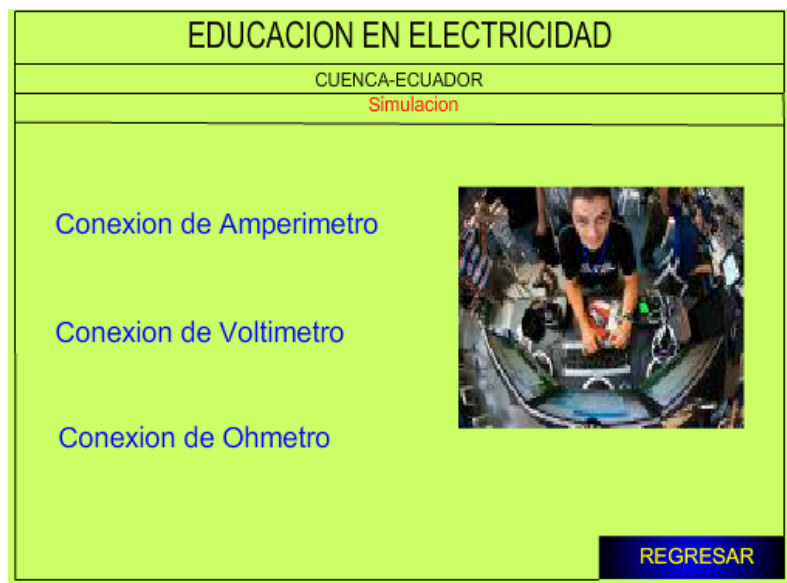 EDUCACION EN ELECTRICIDAD
CUENCA-ECUADOR
Simulacion
Conexion de Amperimetro
Conexion de Voltimetro
Conexion de Ohmetro
REGRESAR